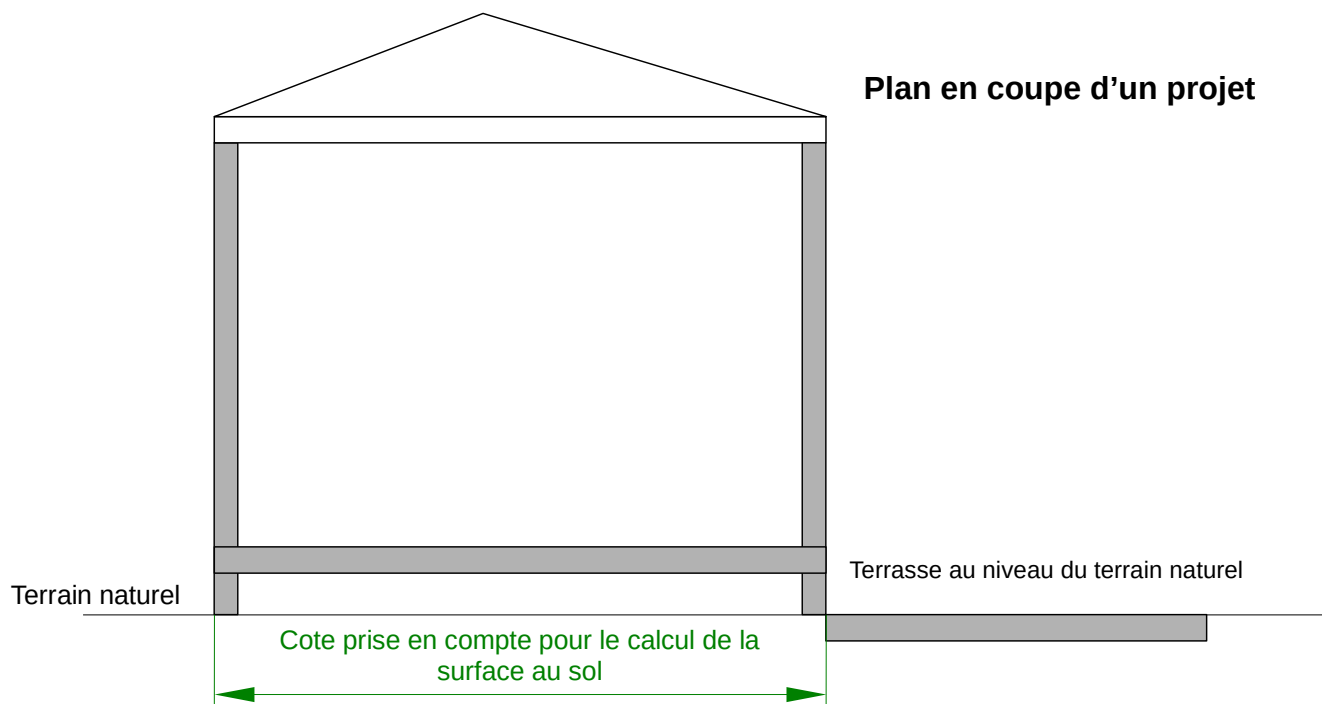 Plan en coupe d’un projet
Terrasse au niveau du terrain naturel
Terrain naturel
Cote prise en compte pour le calcul de la
surface au sol